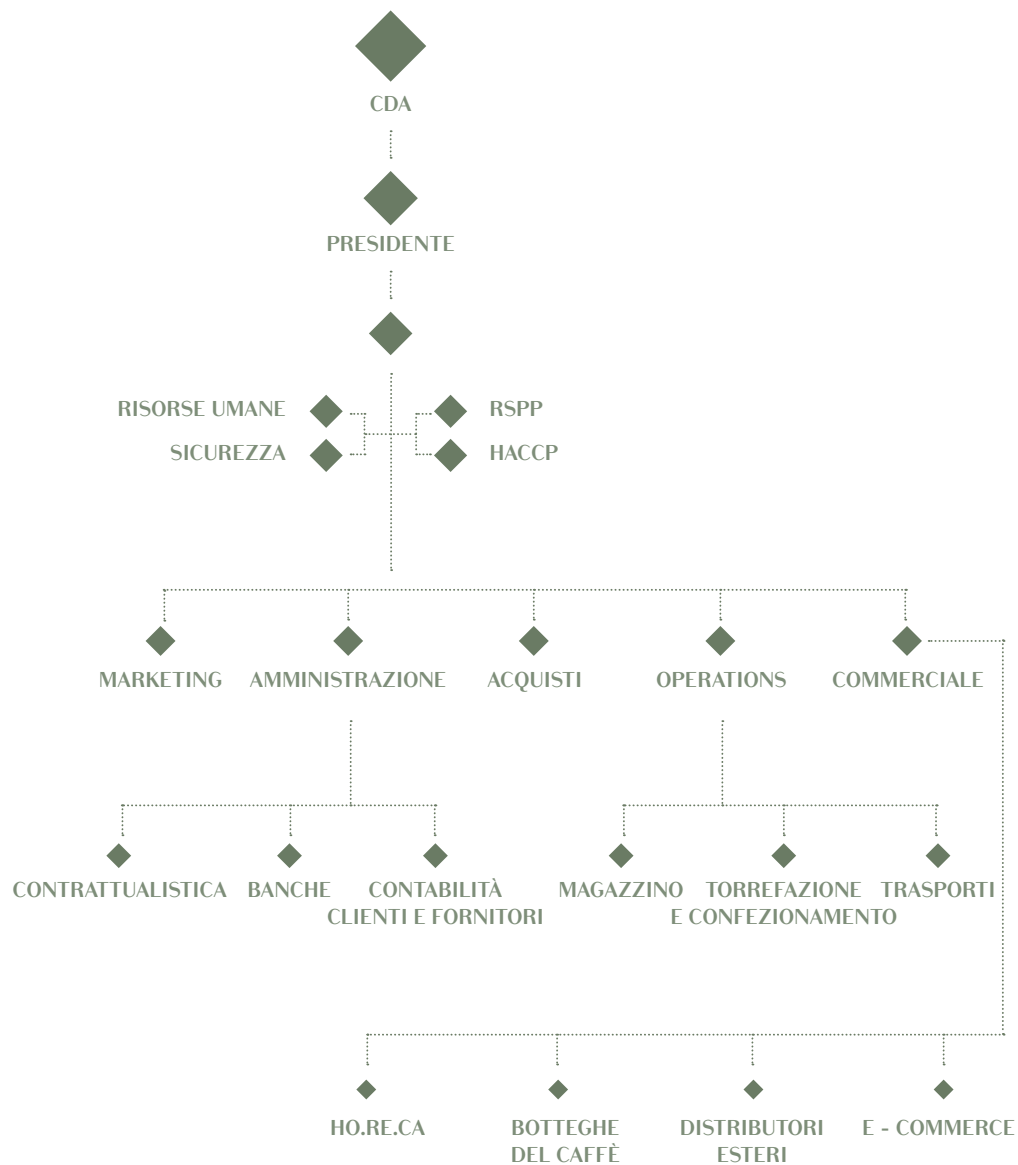 CDA
PRESIDENTE
RISORSE UMANE
RSPP
SICUREZZA
HACCP
MARKETING
AMMINISTRAZIONE
ACQUISTI
OPERATIONS
COMMERCIALE
CONTRATTUALISTICA
BANCHE
CONTABILITÀ
CLIENTI E FORNITORI
MAGAZZINO
TORREFAZIONE
E CONFEZIONAMENTO
TRASPORTI
HO.RE.CA
BOTTEGHE
DEL CAFFÈ
DISTRIBUTORI
ESTERI
E - COMMERCE